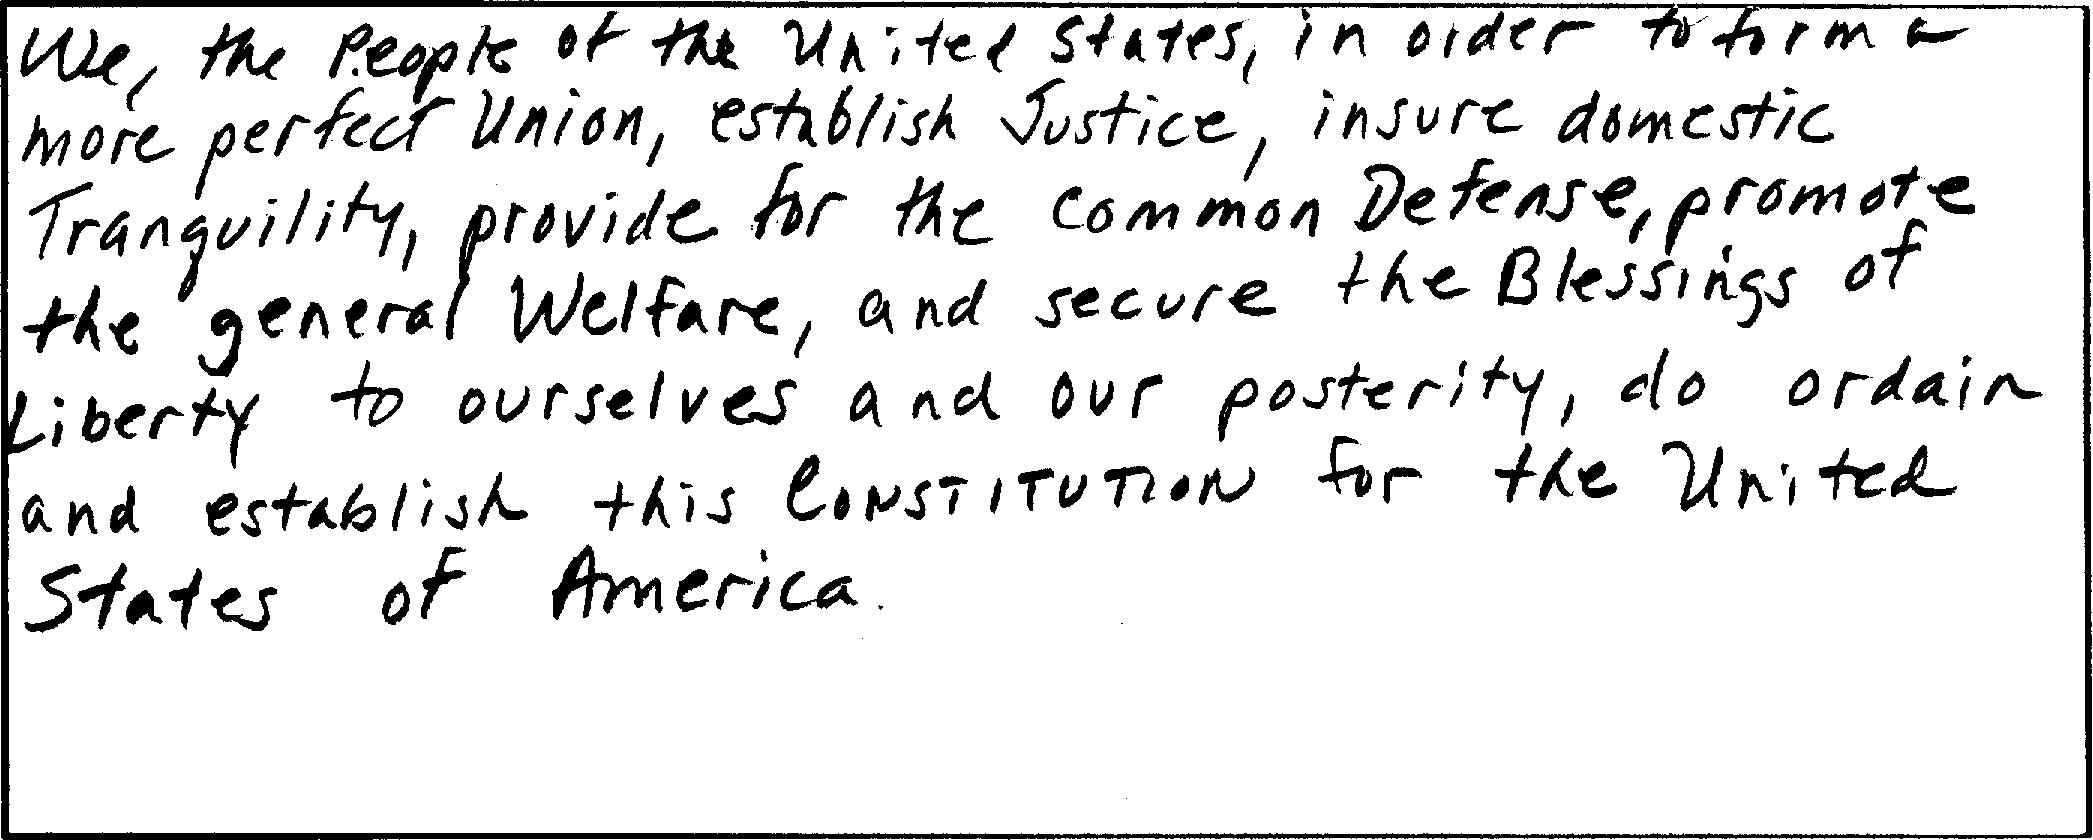 We, the People of the United States, in order to form a
more perfect Union, establish Justice, insure domestic
Tranquility, provide for the common Defense, promote
the general Welfare, and secure the Blessings of
Liberty to ourselves and our posterity, do ordain
and establish this CONSTITUTION for the United
States of America.